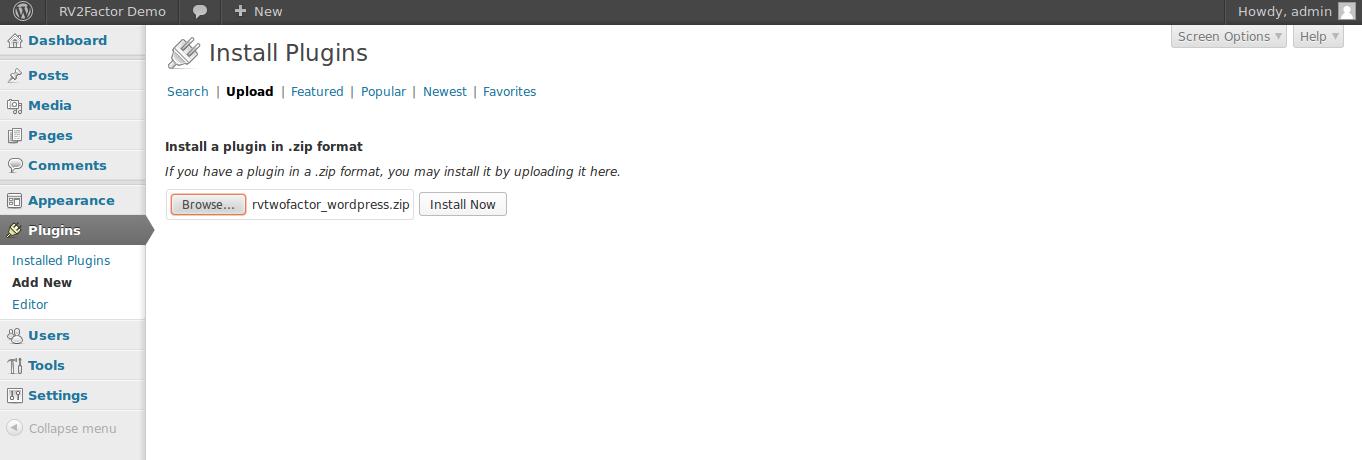 RV2Factor Demo New Howdy, admin
Screen Options Help
Dashboard
Posts
Media
Pages
Comments
Appearance
Plugins
Installed Plugins
Add New
Editor
Users
Tools
Settings
Collapse menu
Install Plugins
Search | Upload | Featured | Popular | Newest | Favorites
Install a plugin in .zip format
If you have a plugin in a .zip format, you may install it by uploading it here.
Browse... rvtwofactor_wordpress.zip Install Now